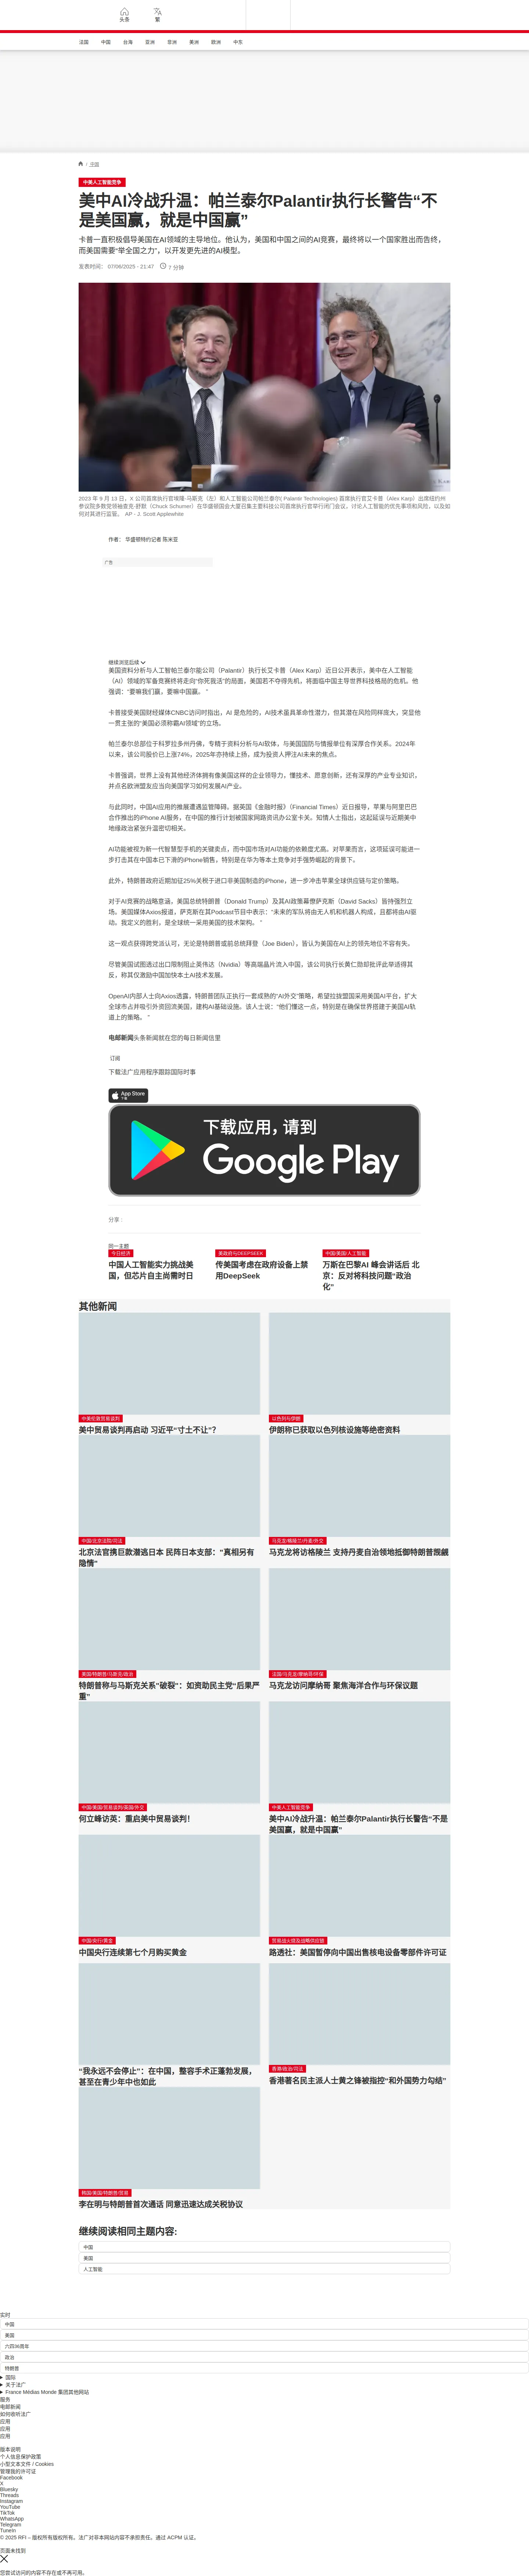 头条
繁
法国
中国
台海
亚洲
非洲
美洲
欧洲
中东
/ 中国
中美人工智能竞争
美中AI冷战升温：帕兰泰尔Palantir执行长警告“不
是美国赢，就是中国赢”
卡普一直积极倡导美国在AI领域的主导地位。他认为，美国和中国之间的AI竞赛，最终将以一个国家胜出而告终，
而美国需要“举全国之力”，以开发更先进的AI模型。
发表时间： 07/06/2025 - 21:47
7 分钟
2023 年 9 月 13 日，X 公司首席执行官埃隆-马斯克（左）和人工智能公司帕兰泰尔( Palantir Technologies) 首席执行官艾卡普（Alex Karp）出席纽约州
参议院多数党领袖查克-舒默（Chuck Schumer）在华盛顿国会大厦召集主要科技公司首席执行官举行闭门会议，讨论人工智能的优先事项和风险，以及如
何对其进行监管。 AP - J. Scott Applewhite
作者： 华盛顿特约记者 陈米亚
广告
继续浏览后续
美国资料分析与人工智帕兰泰尔能公司（Palantir）执行长艾卡普（Alex Karp）近日公开表示，美中在人工智能
（AI）领域的军备竞赛终将走向“你死我活”的局面，美国若不夺得先机，将面临中国主导世界科技格局的危机。他
强调：“要嘛我们赢，要嘛中国赢。 ”
卡普接受美国财经媒体CNBC访问时指出，AI 是危险的，AI技术虽具革命性潜力，但其潜在风险同样庞大，突显他
一贯主张的“美国必须称霸AI领域”的立场。
帕兰泰尔总部位于科罗拉多州丹佛，专精于资料分析与AI软体，与美国国防与情报单位有深厚合作关系。2024年
以来，该公司股价已上涨74%，2025年亦持续上扬，成为投资人押注AI未来的焦点。
卡普强调，世界上没有其他经济体拥有像美国这样的企业领导力，懂技术、愿意创新，还有深厚的产业专业知识，
并点名欧洲盟友应当向美国学习如何发展AI产业。
与此同时，中国AI应用的推展遭遇监管障碍。据英国《金融时报》（Financial Times）近日报导，苹果与阿里巴巴
合作推出的iPhone AI服务，在中国的推行计划被国家网路资讯办公室卡关。知情人士指出，这起延误与近期美中
地缘政治紧张升温密切相关。
AI功能被视为新一代智慧型手机的关键卖点，而中国市场对AI功能的依赖度尤高。对苹果而言，这项延误可能进一
步打击其在中国本已下滑的iPhone销售，特别是在华为等本土竞争对手强势崛起的背景下。
此外，特朗普政府近期加征25%关税于进口非美国制造的iPhone，进一步冲击苹果全球供应链与定价策略。
对于AI竞赛的战略意涵，美国总统特朗普（Donald Trump）及其AI政策幕僚萨克斯（David Sacks）皆持强烈立
场。美国媒体Axios报道，萨克斯在其Podcast节目中表示：“未来的军队将由无人机和机器人构成，且都将由AI驱
动。我定义的胜利，是全球统一采用美国的技术架构。 ”
这一观点获得跨党派认可，无论是特朗普或前总统拜登（Joe Biden），皆认为美国在AI上的领先地位不容有失。
尽管美国试图透过出口限制阻止英伟达（Nvidia）等高端晶片流入中国，该公司执行长黄仁勋却批评此举适得其
反，称其仅激励中国加快本土AI技术发展。
OpenAI内部人士向Axios透露，特朗普团队正执行一套成熟的“AI外交”策略，希望拉拢盟国采用美国AI平台，扩大
全球市占并吸引外资回流美国，建构AI基础设施。该人士说：“他们懂这一点，特别是在确保世界搭建于美国AI轨
道上的策略。 ”
电邮新闻头条新闻就在您的每日新闻信里
订阅
下载法广应用程序跟踪国际时事
App Store
下载
下载应用，请到
Google Play
分享 :
同一主题
今日经济
中国人工智能实力挑战美
国，但芯片自主尚需时日
美政府与DEEPSEEK
传美国考虑在政府设备上禁
用DeepSeek
中国/美国/人工智能
万斯在巴黎AI 峰会讲话后 北
京：反对将科技问题“政治
化”
其他新闻
中美伦敦贸易谈判
美中贸易谈判再启动 习近平“寸土不让”？
以色列与伊朗
伊朗称已获取以色列核设施等绝密资料
中国/北京法院/司法
北京法官携巨款潜逃日本 民阵日本支部："真相另有
隐情"
马克龙/格陵兰/丹麦/外交
马克龙将访格陵兰 支持丹麦自治领地抵御特朗普觊觎
美国/特朗普/马斯克/政治
特朗普称与马斯克关系"破裂"：如资助民主党“后果严
重”
法国/马克龙/摩纳哥/环保
马克龙访问摩纳哥 聚焦海洋合作与环保议题
中国/美国/贸易谈判/英国/外交
何立峰访英：重启美中贸易谈判！
中美人工智能竞争
美中AI冷战升温：帕兰泰尔Palantir执行长警告“不是
美国赢，就是中国赢”
中国/央行/黄金
中国央行连续第七个月购买黄金
贸易战火烧及战略供应链
路透社：美国暂停向中国出售核电设备零部件许可证
“我永远不会停止”：在中国，整容手术正蓬勃发展，
甚至在青少年中也如此
香港/政治/司法
香港著名民主派人士黄之锋被指控“和外国势力勾结”
韩国/美国/特朗普/贸易
李在明与特朗普首次通话 同意迅速达成关税协议
继续阅读相同主题内容:
中国
美国
人工智能
实时
中国
美国
六四36周年
政治
特朗普
国际
关于法广
France Médias Monde 集团其他网站
服务
电邮新闻
如何收听法广
应用
应用
应用
版本说明
个人信息保护政策
小型文本文件 / Cookies
管理我的许可证
Facebook
X
Bluesky
Threads
Instagram
YouTube
TikTok
WhatsApp
Telegram
TuneIn
© 2025 RFI – 版权所有版权所有。法广对非本网站内容不承担责任。通过 ACPM 认证。
页面未找到
您尝试访问的内容不存在或不再可用。